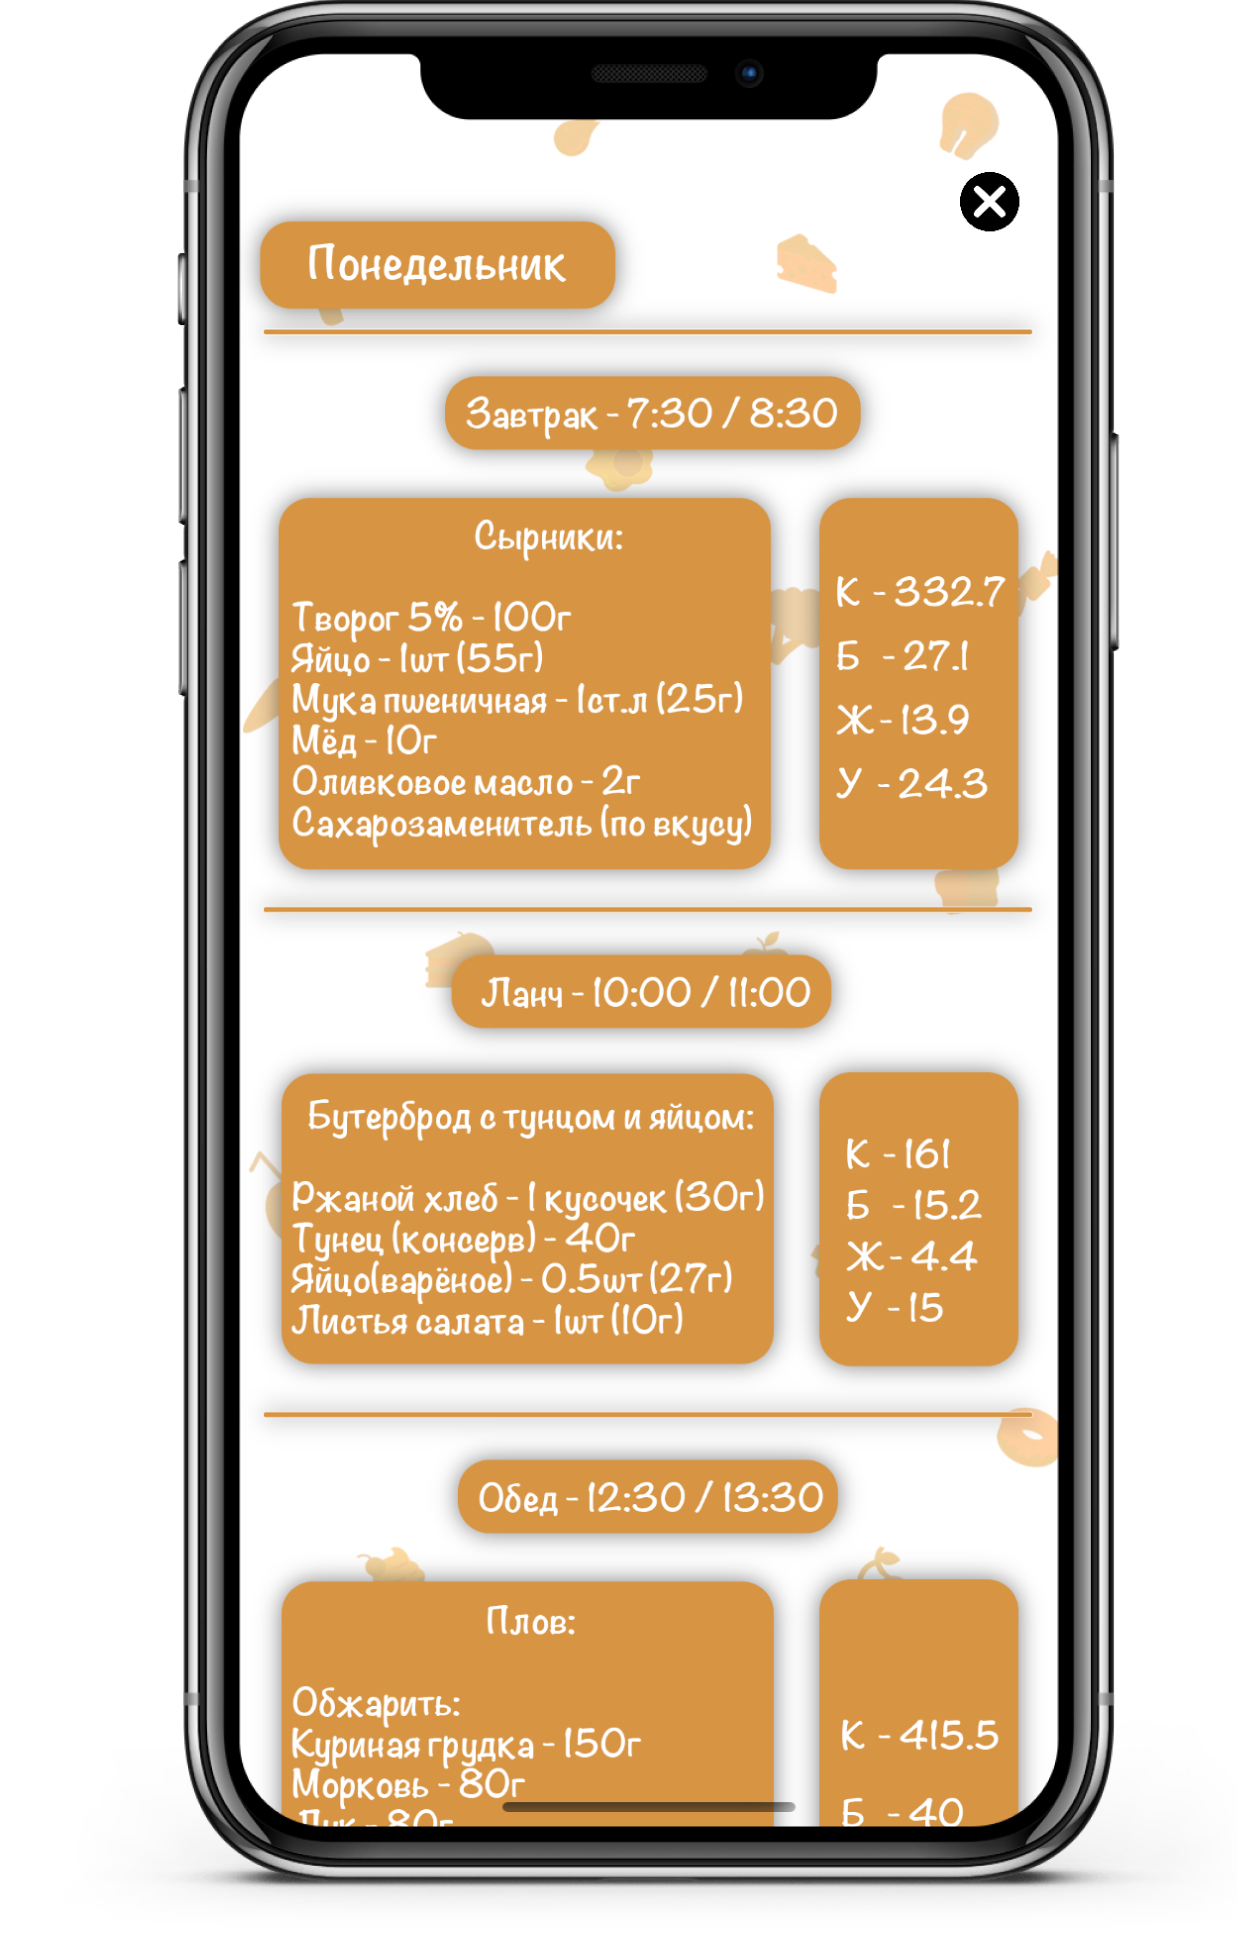 Понедельник
Завтрак - 7:30 / 8:30
Сырники:
Творог 5% - 100г
Яйцо - 1шт (55г)
Мука пшеничная - 1ст.л (25г)
Мёд - 10г
Оливковое масло - 2г
Сахарозаменитель (по вкусу)
К - 332.7
Б - 27.1
Ж - 13.9
У - 24.3
Ланч - 10:00 / 11:00
Бутерброд с тунцом и яйцом:
Ржаной хлеб - 1 кусочек (30г)
Тунец (консерв) - 40г
Яйцо(варёное) - 0.5шт (27г)
Листья салата - 1шт (10г)
К - 161
Б - 15.2
Ж - 4.4
У - 15
Обед - 12:30 / 13:30
Плов:
Обжарить:
Куриная грудка - 150г
Морковь - 80г
Лук - 80г
К - 415.5
Б - 40